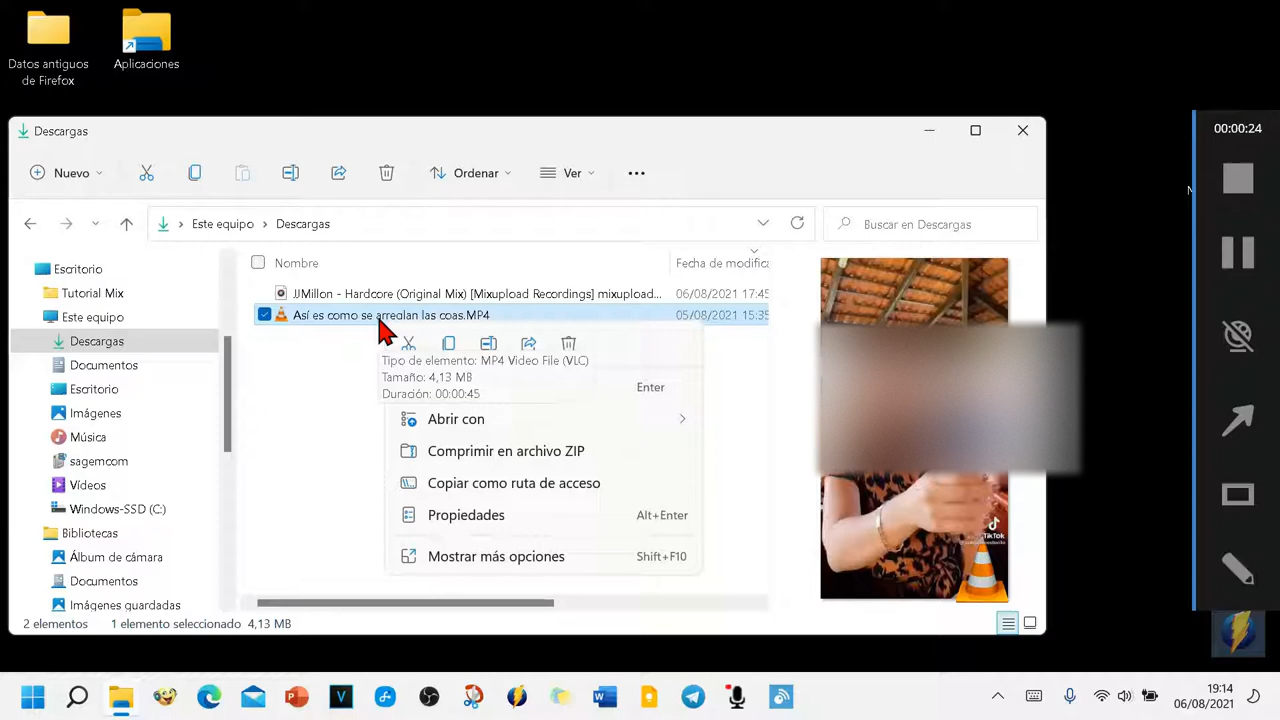 Datos antiguos
de Firefox
Aplicaciones
Descargas
00:00:24
Nuevo
Ordenar
Ver
Este equipo
Descargas
Buscar en Descargas
Escritorio
Tutorial Mix
Este equipo
Descargas
Documentos
Escritorio
Imágenes
Música
sagemcom
Vídeos
Windows-SSD (C:)
Bibliotecas
Álbum de cámara
Documentos
Imágenes guardadas
Nombre
Fecha de modifica
JJMillon - Hardcore (Original Mix) [Mixupload Recordings] mixupload...
06/08/2021 17:45
Así es como se arreglan las coas.MP4
05/08/2021 15:35
Tipo de elemento: MP4 Video File (VLC)
Tamaño: 4,13 MB
Duración: 00:00:45
Enter
Abrir con
Comprimir en archivo ZIP
Copiar como ruta de acceso
Propiedades
Alt+Enter
Mostrar más opciones
Shift+F10
TikTok
2 elementos
1 elemento seleccionado
4,13 MB
19:14
06/08/2021